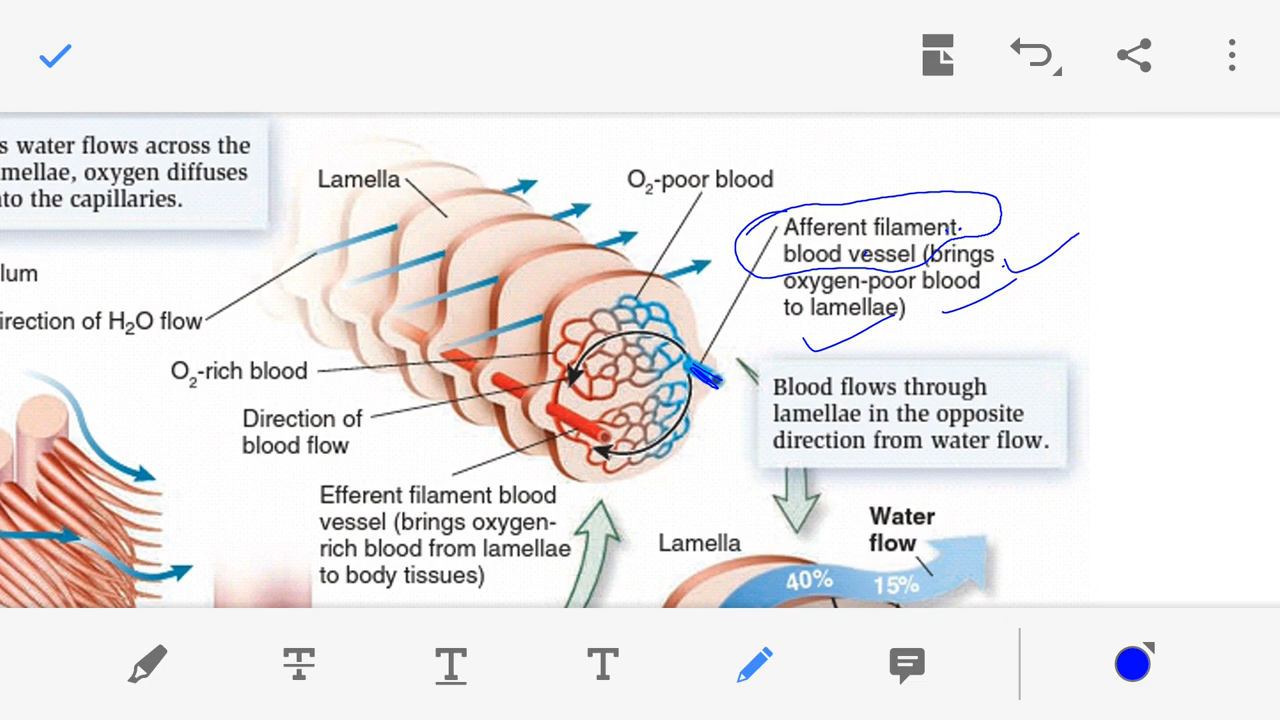 s water flows across the
mellae, oxygen diffuses
to the capillaries.
Lamella
O2-poor blood
Afferent filament
blood vessel (brings
oxygen-poor blood
to lamellae)
lum
irection of H2O flow
O2-rich blood
Direction of
blood flow
Blood flows through
lamellae in the opposite
direction from water flow.
Efferent filament blood
vessel (brings oxygen-
rich blood from lamellae
to body tissues)
Lamella
Water
flow
40%
15%
T
T
T